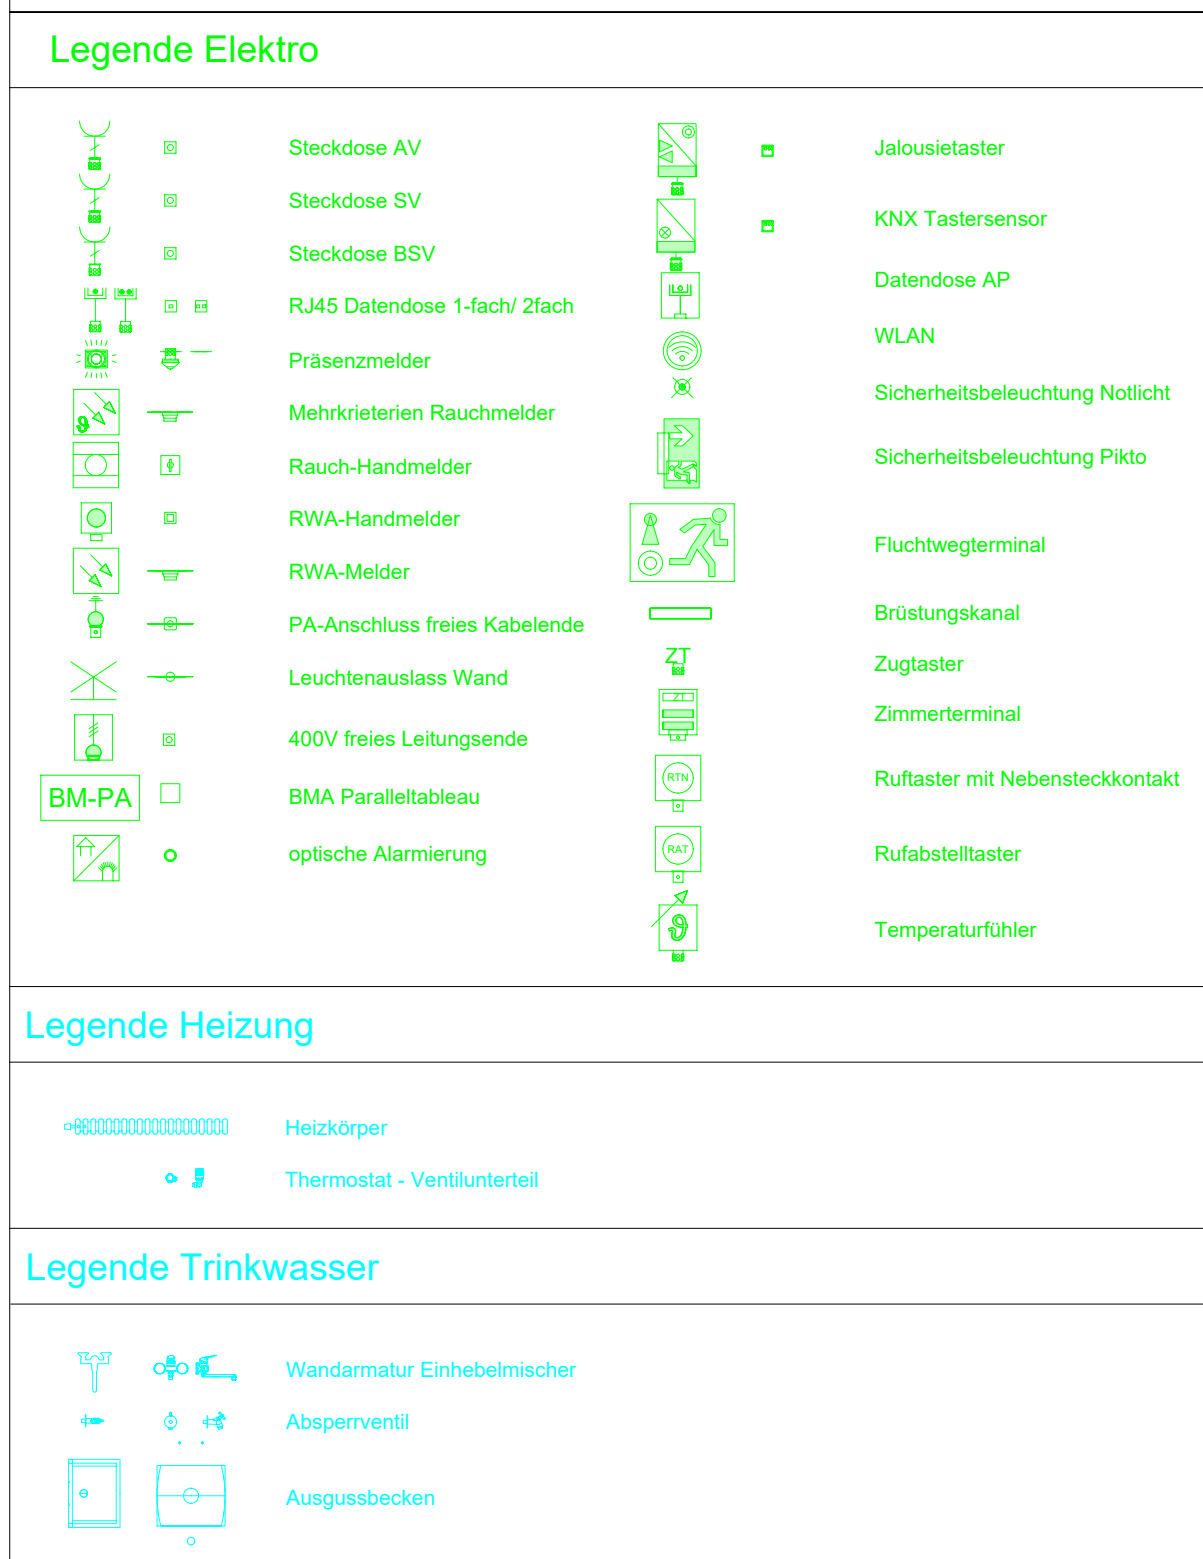 Legende Elektro
Steckdose AV
Steckdose SV
Steckdose BSV
RJ45 Datendose 1-fach/ 2fach
Präsenzmelder
Mehrkrieterien Rauchmelder
Rauch-Handmelder
RWA-Handmelder
RWA-Melder
PA-Anschluss freies Kabelende
Leuchtenauslass Wand
400V freies Leitungsende
BM-PA
BMA Paralleltableau
optische Alarmierung
Jalousietaster
KNX Tastersensor
Datendose AP
WLAN
Sicherheitsbeleuchtung Notlicht
Sicherheitsbeleuchtung Pikto
Fluchtwegterminal
Brüstungskanal
ZT
Zugtaster
ZT
Zimmerterminal
RTN
Ruftaster mit Nebensteckkontakt
RAT
Rufabstelltaster
ϑ
Temperaturfühler
Legende Heizung
Heizkörper
Thermostat - Ventilunterteil
Legende Trinkwasser
Wandarmatur Einhebelmischer
Absperrventil
Ausgussbecken